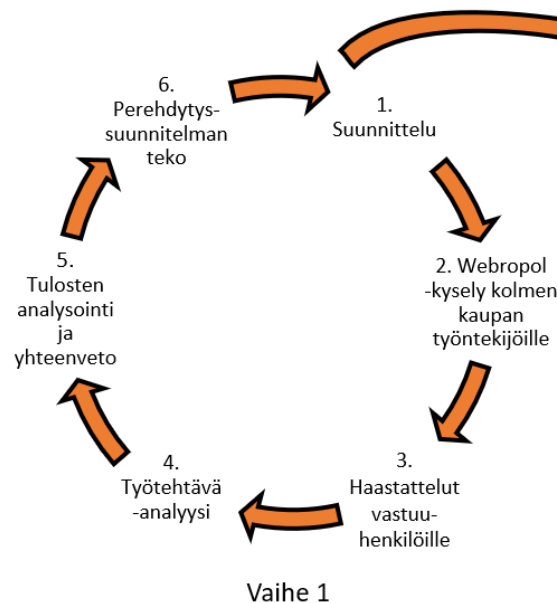 1.
Suunnittelu
2. Webropol
-kysely kolmen
kaupan
työntekijöille
3.
Haastattelut
vastuu-
henkilöille
4.
Työtehtävä
-analyysi
5.
Tulosten
analysointi
ja
yhteenveto
6.
Perehdytys-
suunnitelman
teko
Vaihe 1